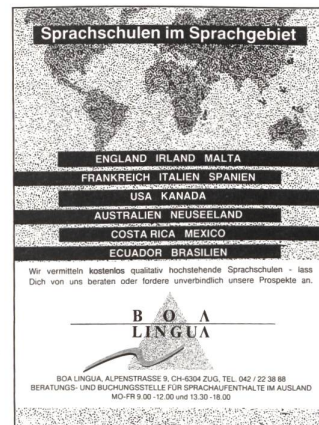 Sprachschulen im Sprachgebiet
ENGLAND IRLAND MALTA
FRANKREICH ITALIEN SPANIEN
USA KANADA
AUSTRALIEN NEUSEELAND
COSTA RICA MEXICO
ECUADOR BRASILIEN
Wir vermitteln kostenlos qualitativ hochstehende Sprachschulen - lass
Dich von uns beraten oder fordere unverbindlich unsere Prospekte an.
BOA
LINGUA
BOA LINGUA, ALPENSTRASSE 9, CH-6304 ZUG, TEL. 042 / 22 38 88
BERATUNGS- UND BUCHUNGSSTELLE FÜR SPRACHAUFENTHALTE IM AUSLAND
MO-FR 9.00 -12.00 und 13.30 -18.00